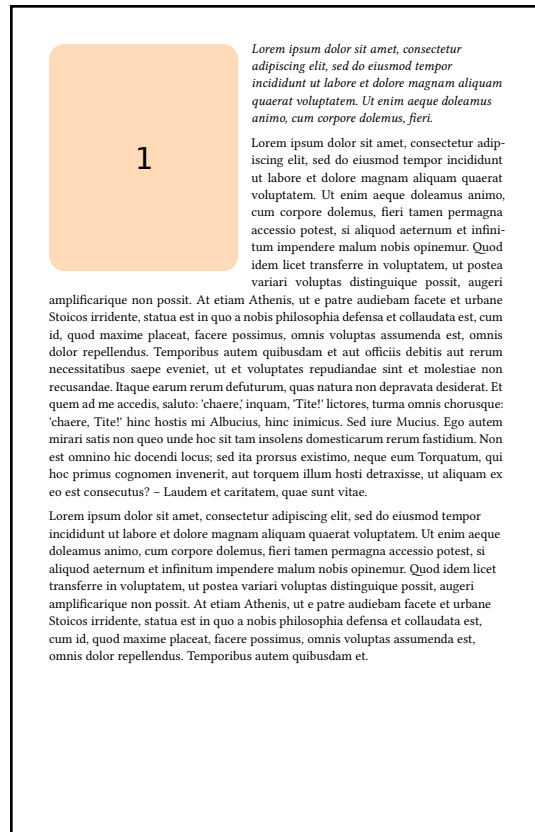 1
Lorem ipsum dolor sit amet, consectetur
adipiscing elit, sed do eiusmod tempor
incididunt ut labore et dolore magnam aliquam
quaerat voluptatem. Ut enim aeque doleamus
animo, cum corpore dolemus, fieri.
Lorem ipsum dolor sit amet, consectetur adip-
iscing elit, sed do eiusmod tempor incididunt
ut labore et dolore magnam aliquam quaerat
voluptatem. Ut enim aeque doleamus animo,
cum corpore dolemus, fieri tamen permagna
accessio potest, si aliquod aeternum et infini-
tum impendere malum nobis opinemur. Quod
idem licet transferre in voluptatem, ut postea
variari voluptas distinguique possit, augeri
amplificarique non possit. At etiam Athenis, ut e patre audiebam facete et urbane
Stoicos irridente, statua est in quo a nobis philosophia defensa et collaudata est, cum
id, quod maxime placeat, facere possimus, omnis voluptas assumenda est, omnis
dolor repellendus. Temporibus autem quibusdam et aut officiis debitis aut rerum
necessitatibus saepe eveniet, ut et voluptates repudiandae sint et molestiae non
recusandae. Itaque earum rerum defuturum, quas natura non depravata desiderat. Et
quem ad me accedis, saluto: 'chaere,' inquam, 'Tite!' lictores, turma omnis chorusque:
'chaere, Tite!' hinc hostis mi Albucius, hinc inimicus. Sed iure Mucius. Ego autem
mirari satis non queo unde hoc sit tam insolens domesticarum rerum fastidium. Non
est omnino hic docendi locus; sed ita prorsus existimo, neque eum Torquatum, qui
hoc primus cognomen invenerit, aut torquem illum hosti detraxisse, ut aliquam ex
eo est consecutus? – Laudem et caritatem, quae sunt vitae.
Lorem ipsum dolor sit amet, consectetur adipiscing elit, sed do eiusmod tempor
incididunt ut labore et dolore magnam aliquam quaerat voluptatem. Ut enim aeque
doleamus animo, cum corpore dolemus, fieri tamen permagna accessio potest, si
aliquod aeternum et infinitum impendere malum nobis opinemur. Quod idem licet
transferre in voluptatem, ut postea variari voluptas distinguique possit, augeri
amplificarique non possit. At etiam Athenis, ut e patre audiebam facete et urbane
Stoicos irridente, statua est in quo a nobis philosophia defensa et collaudata est,
cum id, quod maxime placeat, facere possimus, omnis voluptas assumenda est,
omnis dolor repellendus. Temporibus autem quibusdam et.